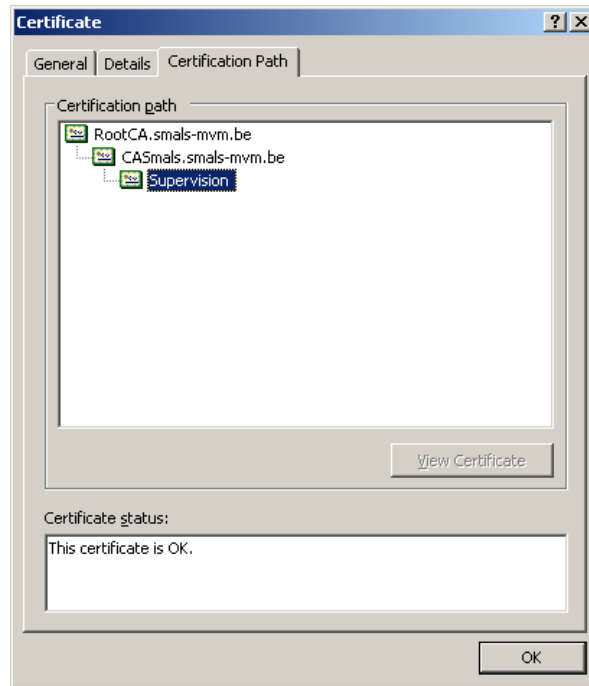 Certificate
General Details Certification Path
Certification path
RootCA.smals-mvm.be
CASmals.smals-mvm.be
Supervision
View Certificate
Certificate status:
This certificate is OK.
OK